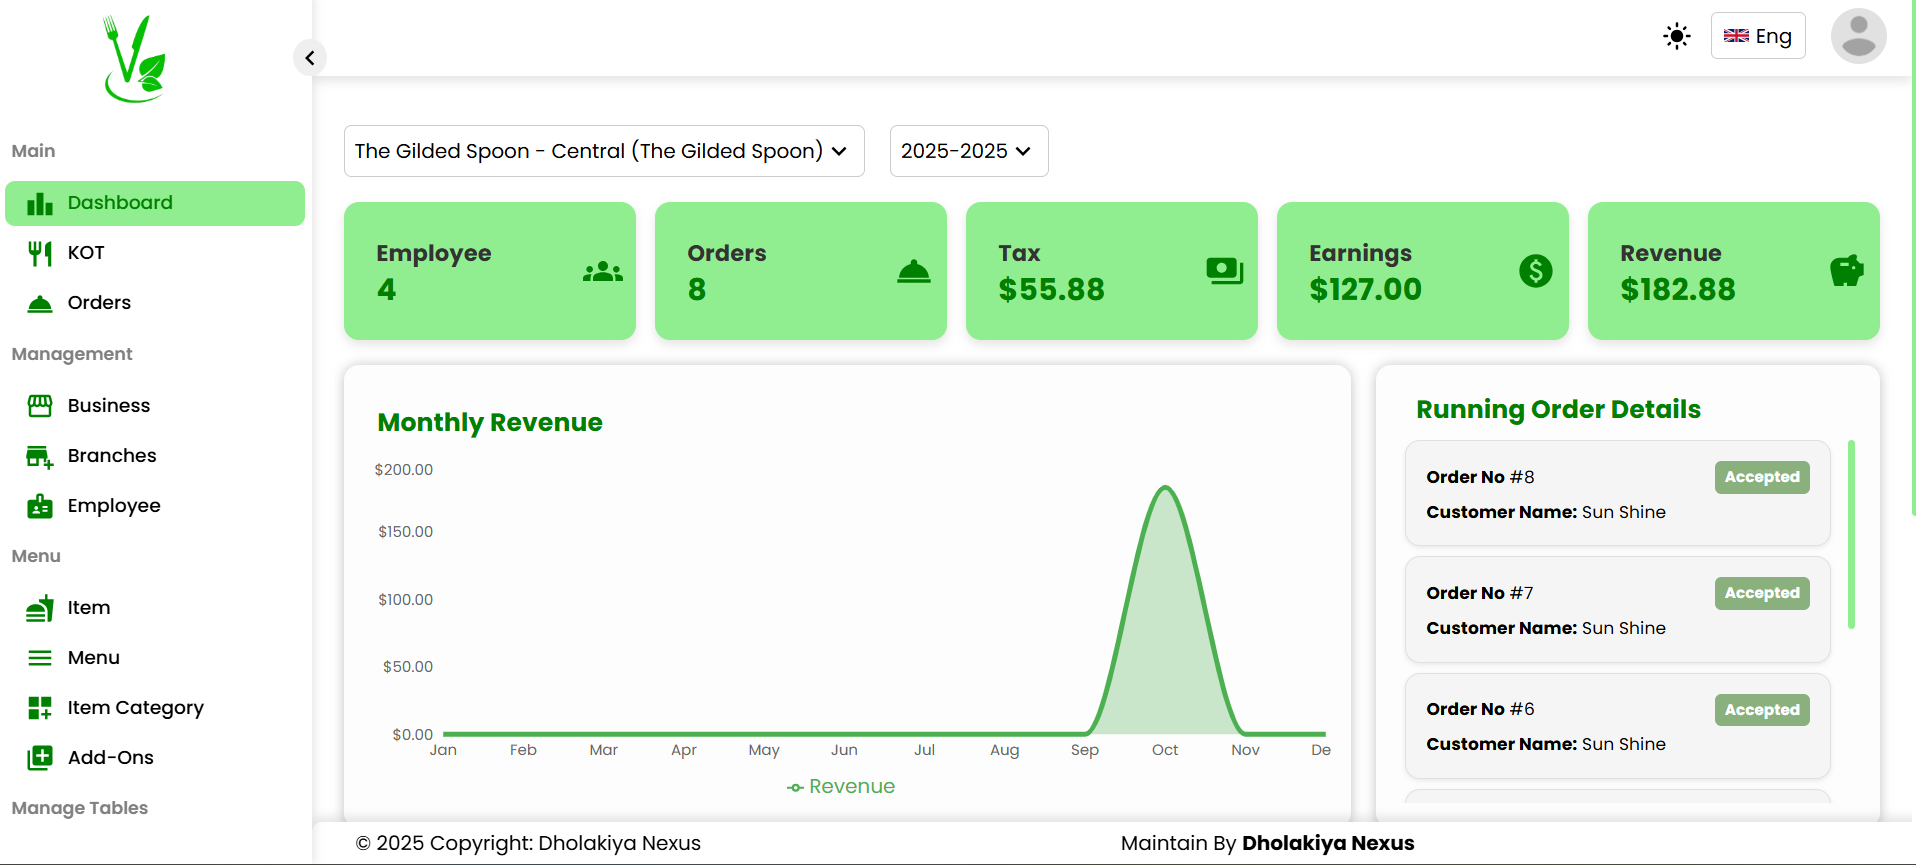 Eng
Main
Dashboard
KOT
Orders
Management
Business
Branches
Employee
Menu
Item
Menu
Item Category
Add-Ons
Manage Tables
The Gilded Spoon - Central (The Gilded Spoon)
2025-2025
Employee
4
Orders
8
Tax
$55.88
Earnings
$127.00
Revenue
$182.88
Monthly Revenue
$200.00
$150.00
$100.00
$50.00
$0.00
Jan Feb Mar Apr May Jun Jul Aug Sep Oct Nov De
Revenue
Running Order Details
Order No #8
Accepted
Customer Name: Sun Shine
Order No #7
Accepted
Customer Name: Sun Shine
Order No #6
Accepted
Customer Name: Sun Shine
© 2025 Copyright: Dholakiya Nexus
Maintain By Dholakiya Nexus